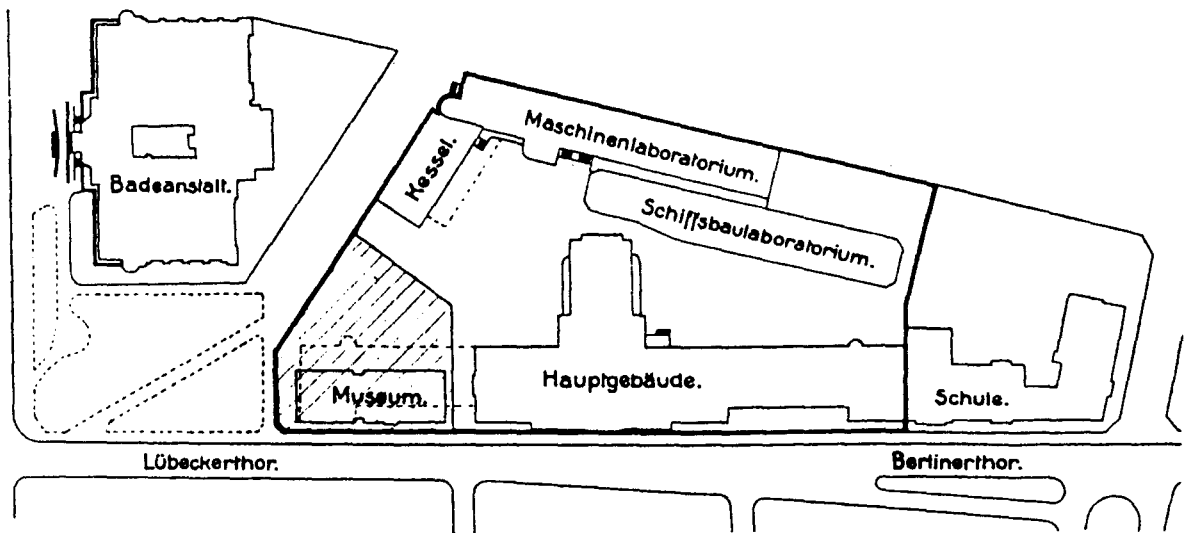 Maschinenlaboratorium.
Kessel.
Badeanstalt.
Schiffsbaulaboratorium.
Hauptgebäude.
Museum.
Schule.
Lübeckerthor.
Berlinerthor.